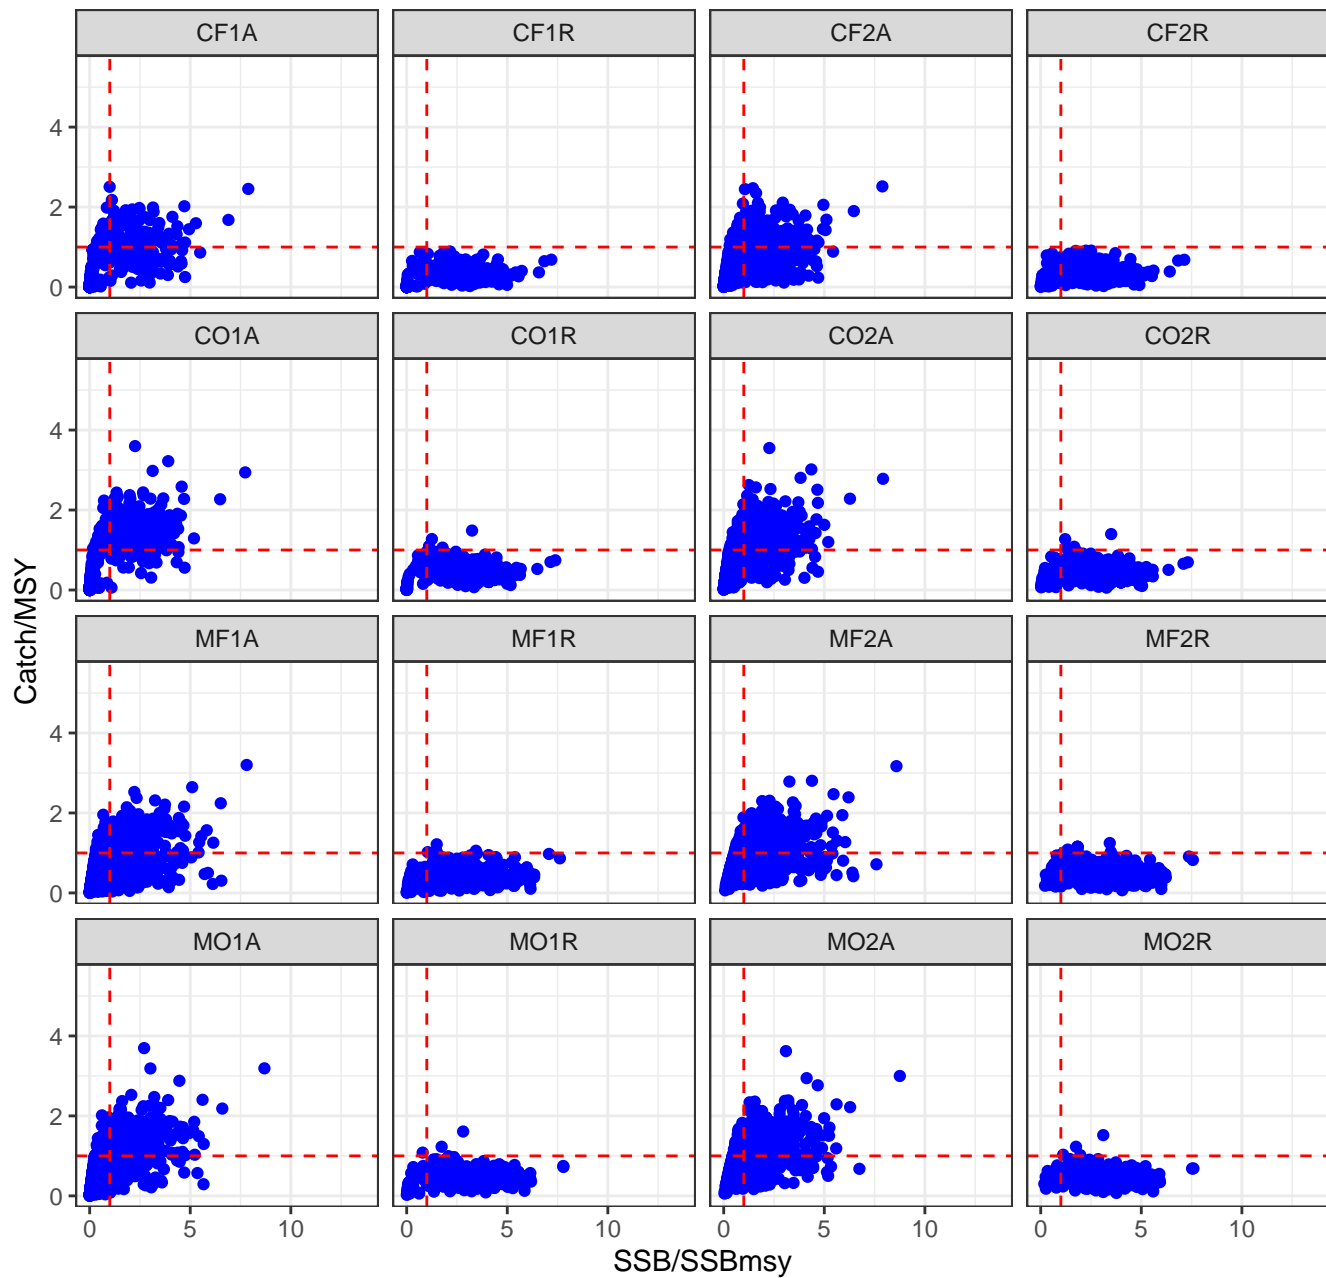 CF1A CF1R CF2A CF2R
4
2
0
CO1A CO1R CO2A CO2R
4
2
0
MF1A MF1R MF2A MF2R
4
2
0
MO1A MO1R MO2A MO2R
4
2
0
0 5 10 0 5 10 0 5 10 0 5 10
SSB/SSBmsy
Catch/MSY